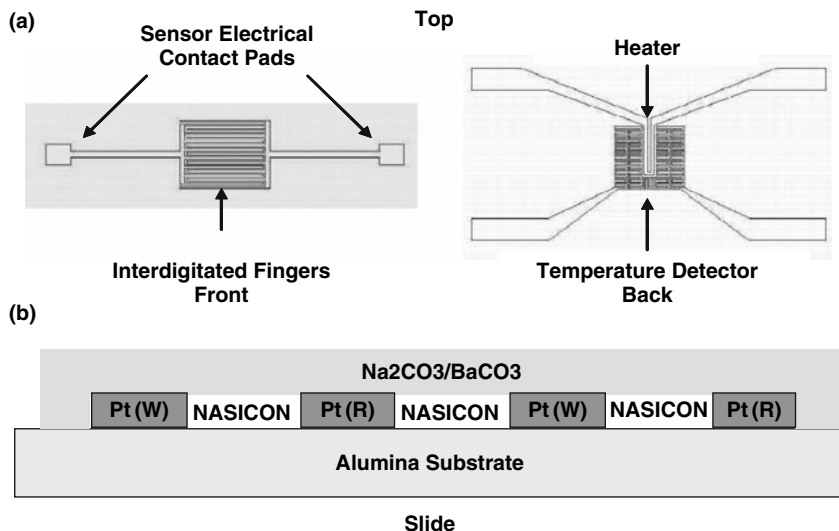 (a)
Top
Sensor Electrical
Contact Pads
Heater
Interdigitated Fingers
Front
Temperature Detector
Back
(b)
Na2CO3/BaCO3
Pt (W) NASICON Pt (R) NASICON Pt (W) NASICON Pt (R)
Alumina Substrate
Slide